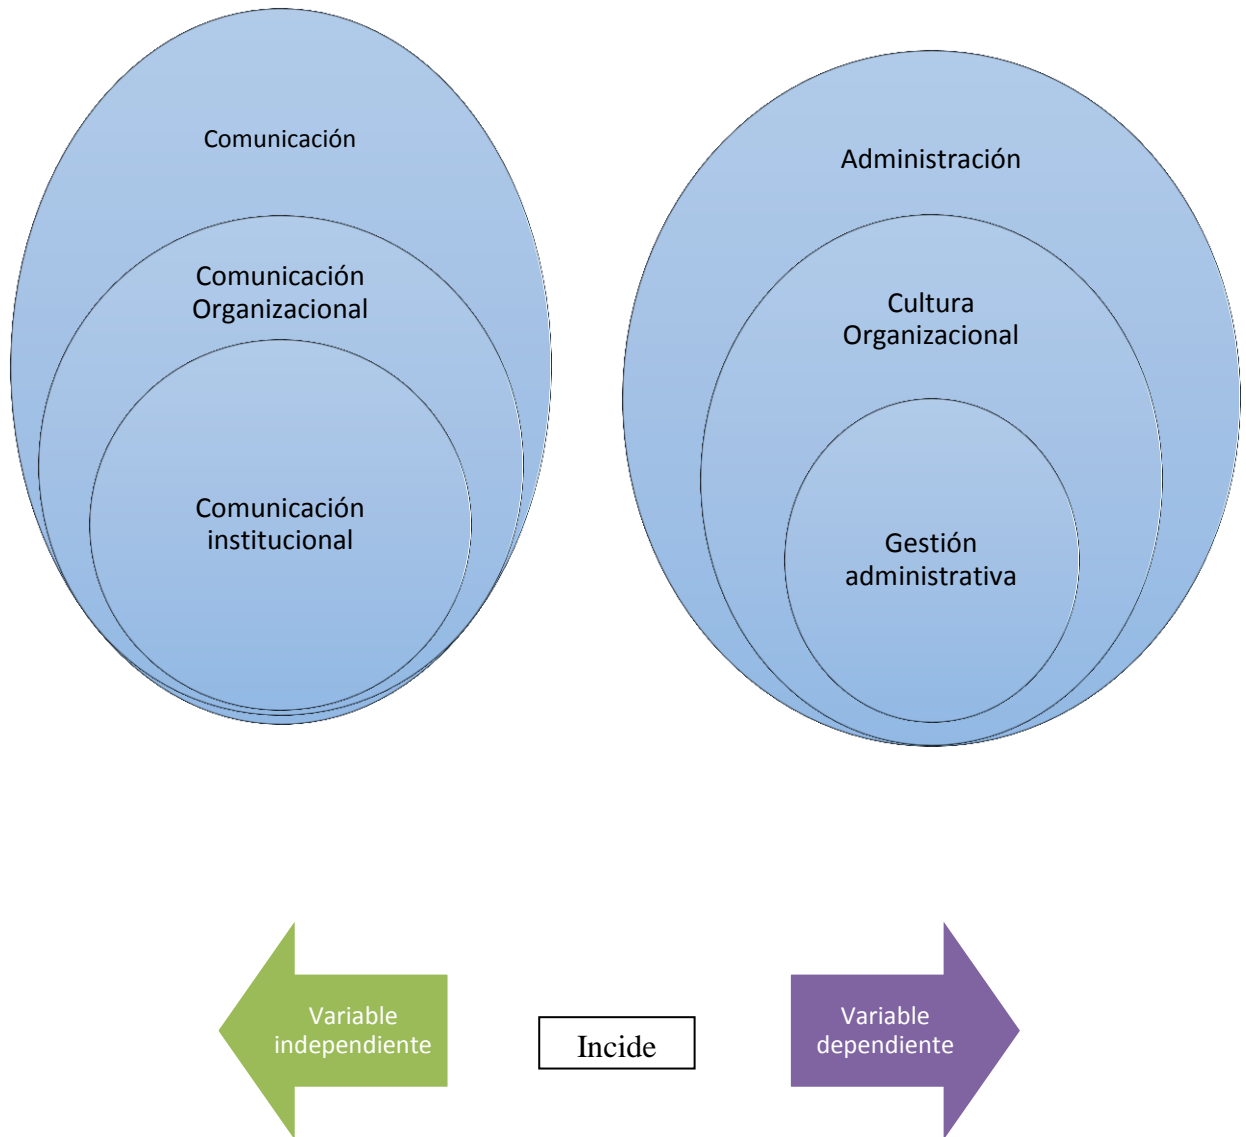 Comunicación
Comunicación
Organizacional
Comunicación
institucional
Administración
Cultura
Organizacional
Gestión
administrativa
Variable
independiente
Incide
Variable
dependiente